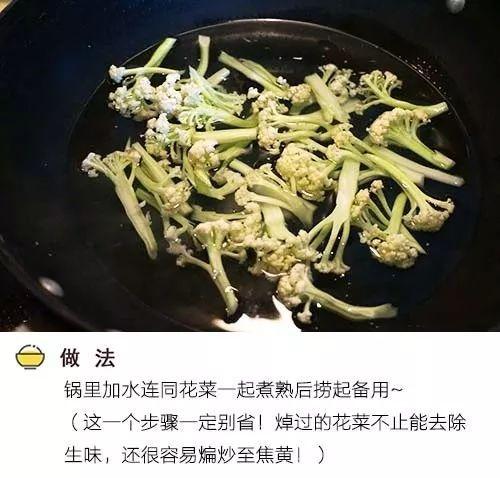 做 法
锅里加水连同花菜一起煮熟后捞起备用~
（这一个步骤一定别省！焯过的花菜不止能去除
生味，还很容易煸炒至焦黄！）